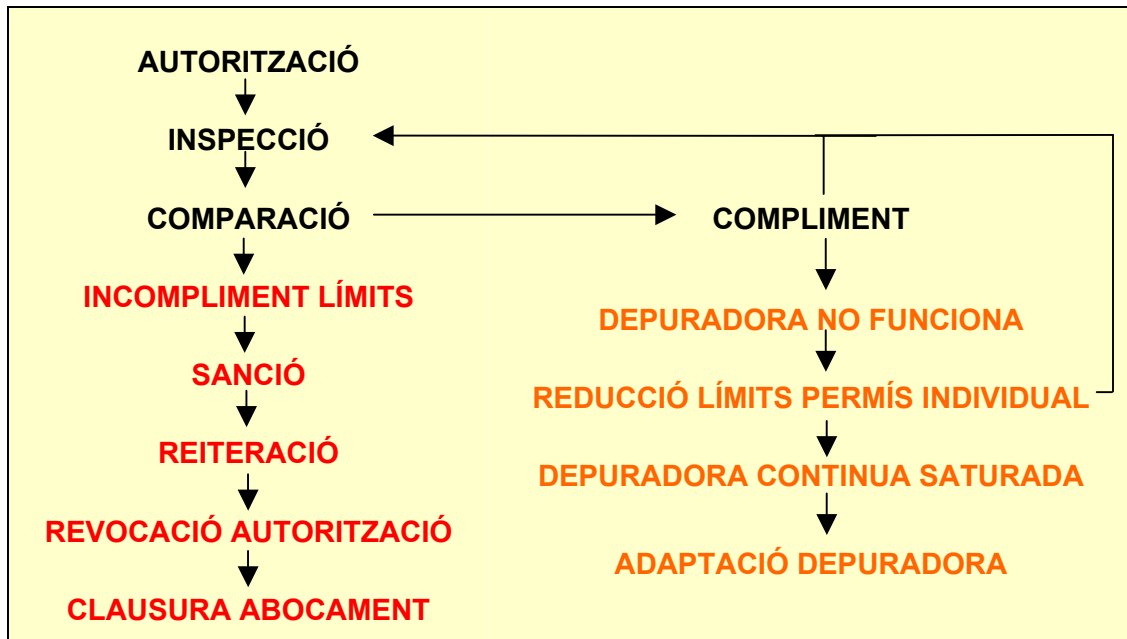 AUTORITZACIÓ
INSPECCIÓ
COMPARACIÓ
INCOMPLIMENT LÍMITS
SANCIÓ
REITERACIÓ
REVOCACIÓ AUTORITZACIÓ
CLAUSURA ABOCAMENT
COMPLIMENT
DEPURADORA NO FUNCIONA
REDUCCIÓ LÍMITS PERMÍS INDIVIDUAL
DEPURADORA CONTINUA SATURADA
ADAPTACIÓ DEPURADORA